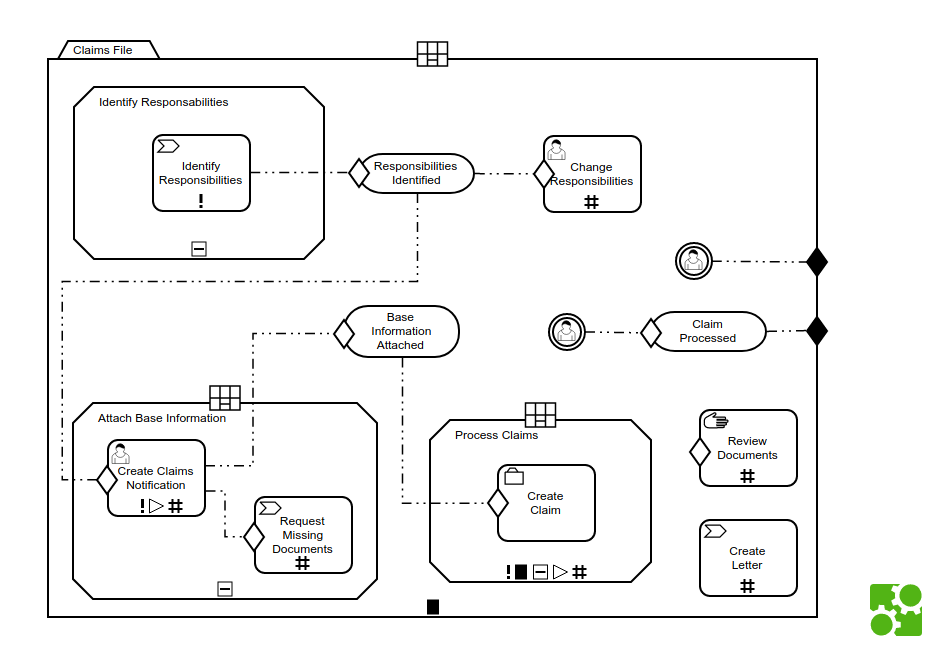 Claims File
Identify Responsabilities
Identify
Responsibilities
Responsibilities
Identified
Change
Responsibilities
Base
Information
Attached
Claim
Processed
Attach Base Information
Create Claims
Notification
Request
Missing
Documents
Process Claims
Create
Claim
Review
Documents
Create
Letter